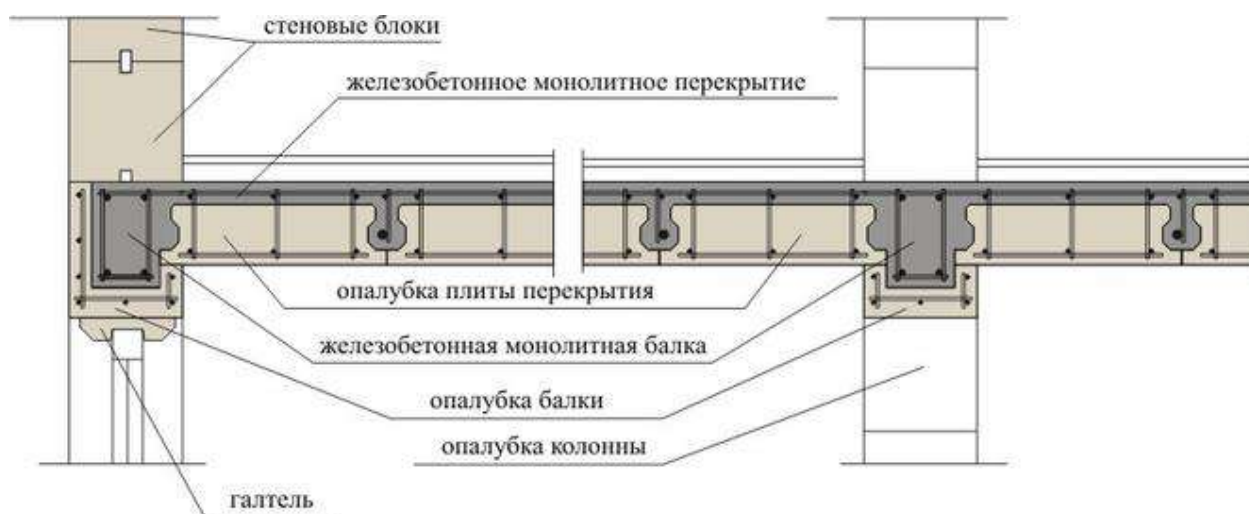 стеновые блоки
железобетонное монолитное перекрытие
опалубка плиты перекрытия
железобетонная монолитная балка
опалубка балки
опалубка колонны
галтель